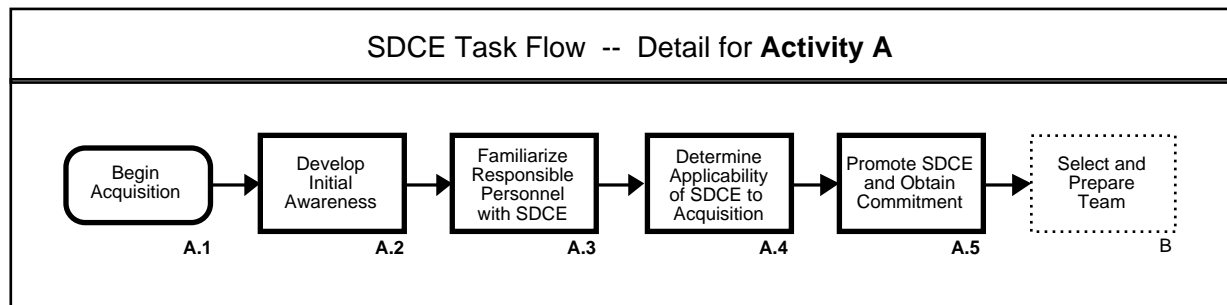 SDCE Task Flow -- Detail for Activity A
Begin
Acquisition
A.1
Develop
Initial
Awareness
A.2
Familiarize
Responsible
Personnel
with SDCE
A.3
Determine
Applicability
of SDCE to
Acquisition
A.4
Promote SDCE
and Obtain
Commitment
A.5
Select and
Prepare
Team
B